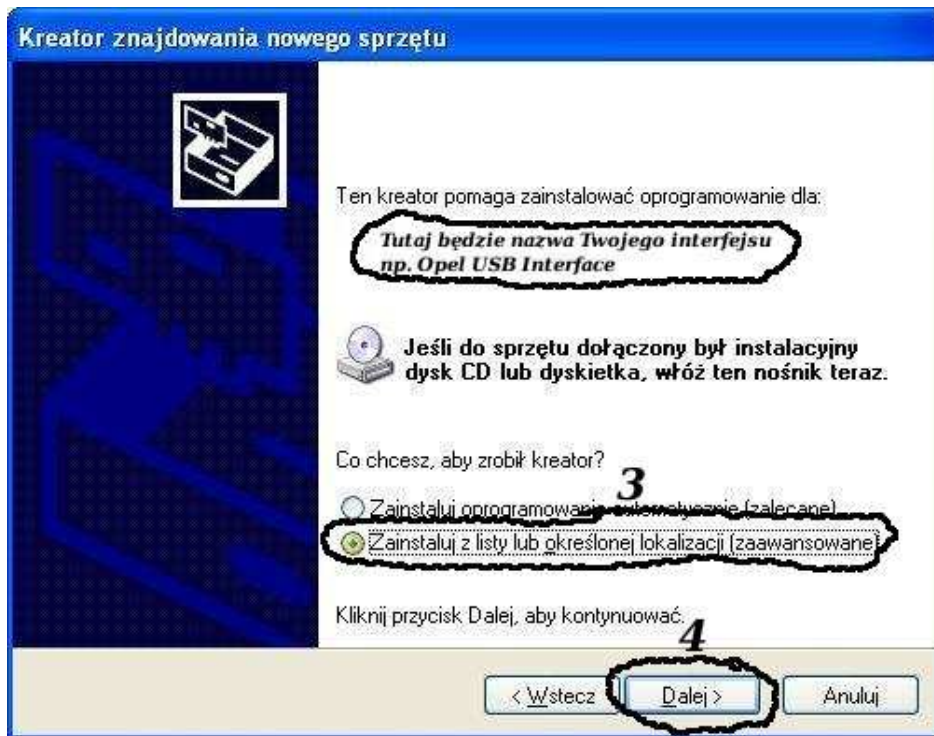 Kreator znajdowania nowego sprzętu
Ten kreator pomaga zainstalować oprogramowanie dla:
Tutaj będzie nazwa Twojego interfejsu
np. Opel USB Interface
Jeśli do sprzętu dołączony był instalacyjny
dysk CD lub dyskietka, włóż ten nośnik teraz.
Co chcesz, aby zrobił kreator?
3
Zainstaluj oprogramowanie automatycznie (zalecane)
Zainstaluj z listy lub określonej lokalizacji (zaawansowane)
Kliknij przycisk Dalej, aby kontynuować.
4
< Wstecz
Dalej >
Anuluj